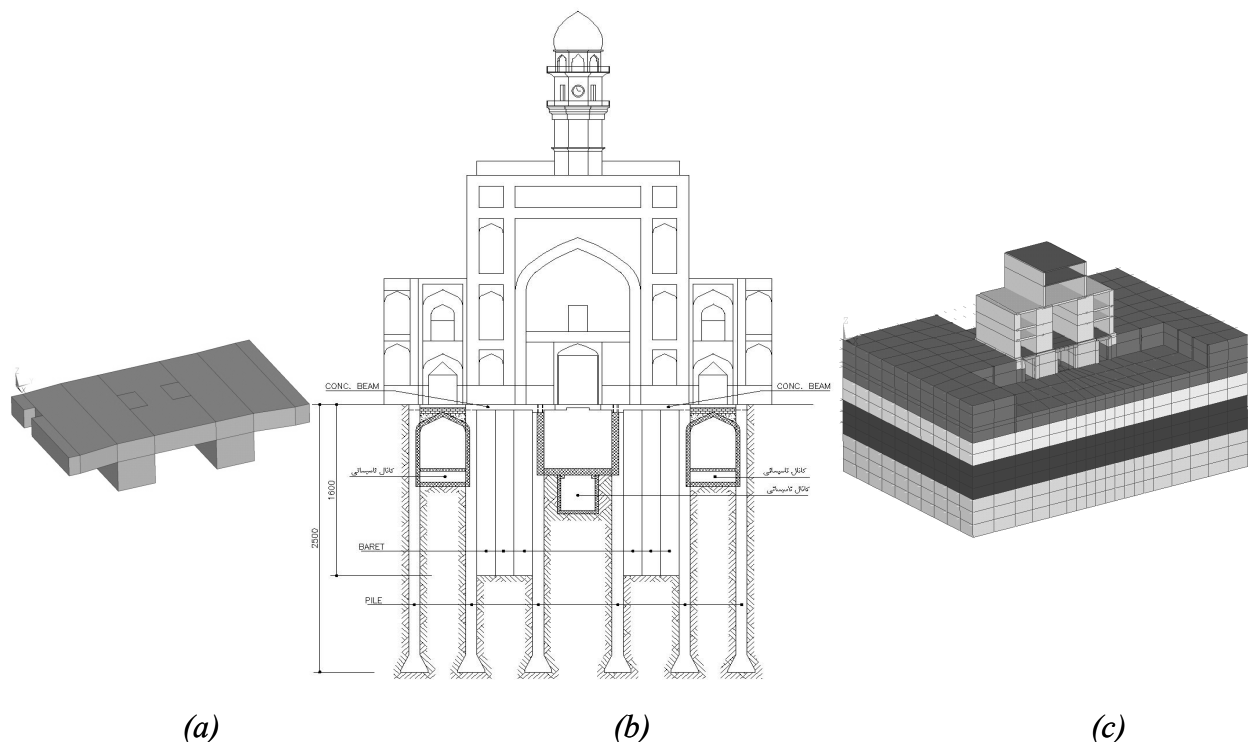 CONC. BEAM
CONC. BEAM
کانال تاسیساتی
کانال تاسیساتی
کانال تاسیساتی
1600
2500
BARET
PILE
(a)
(b)
(c)